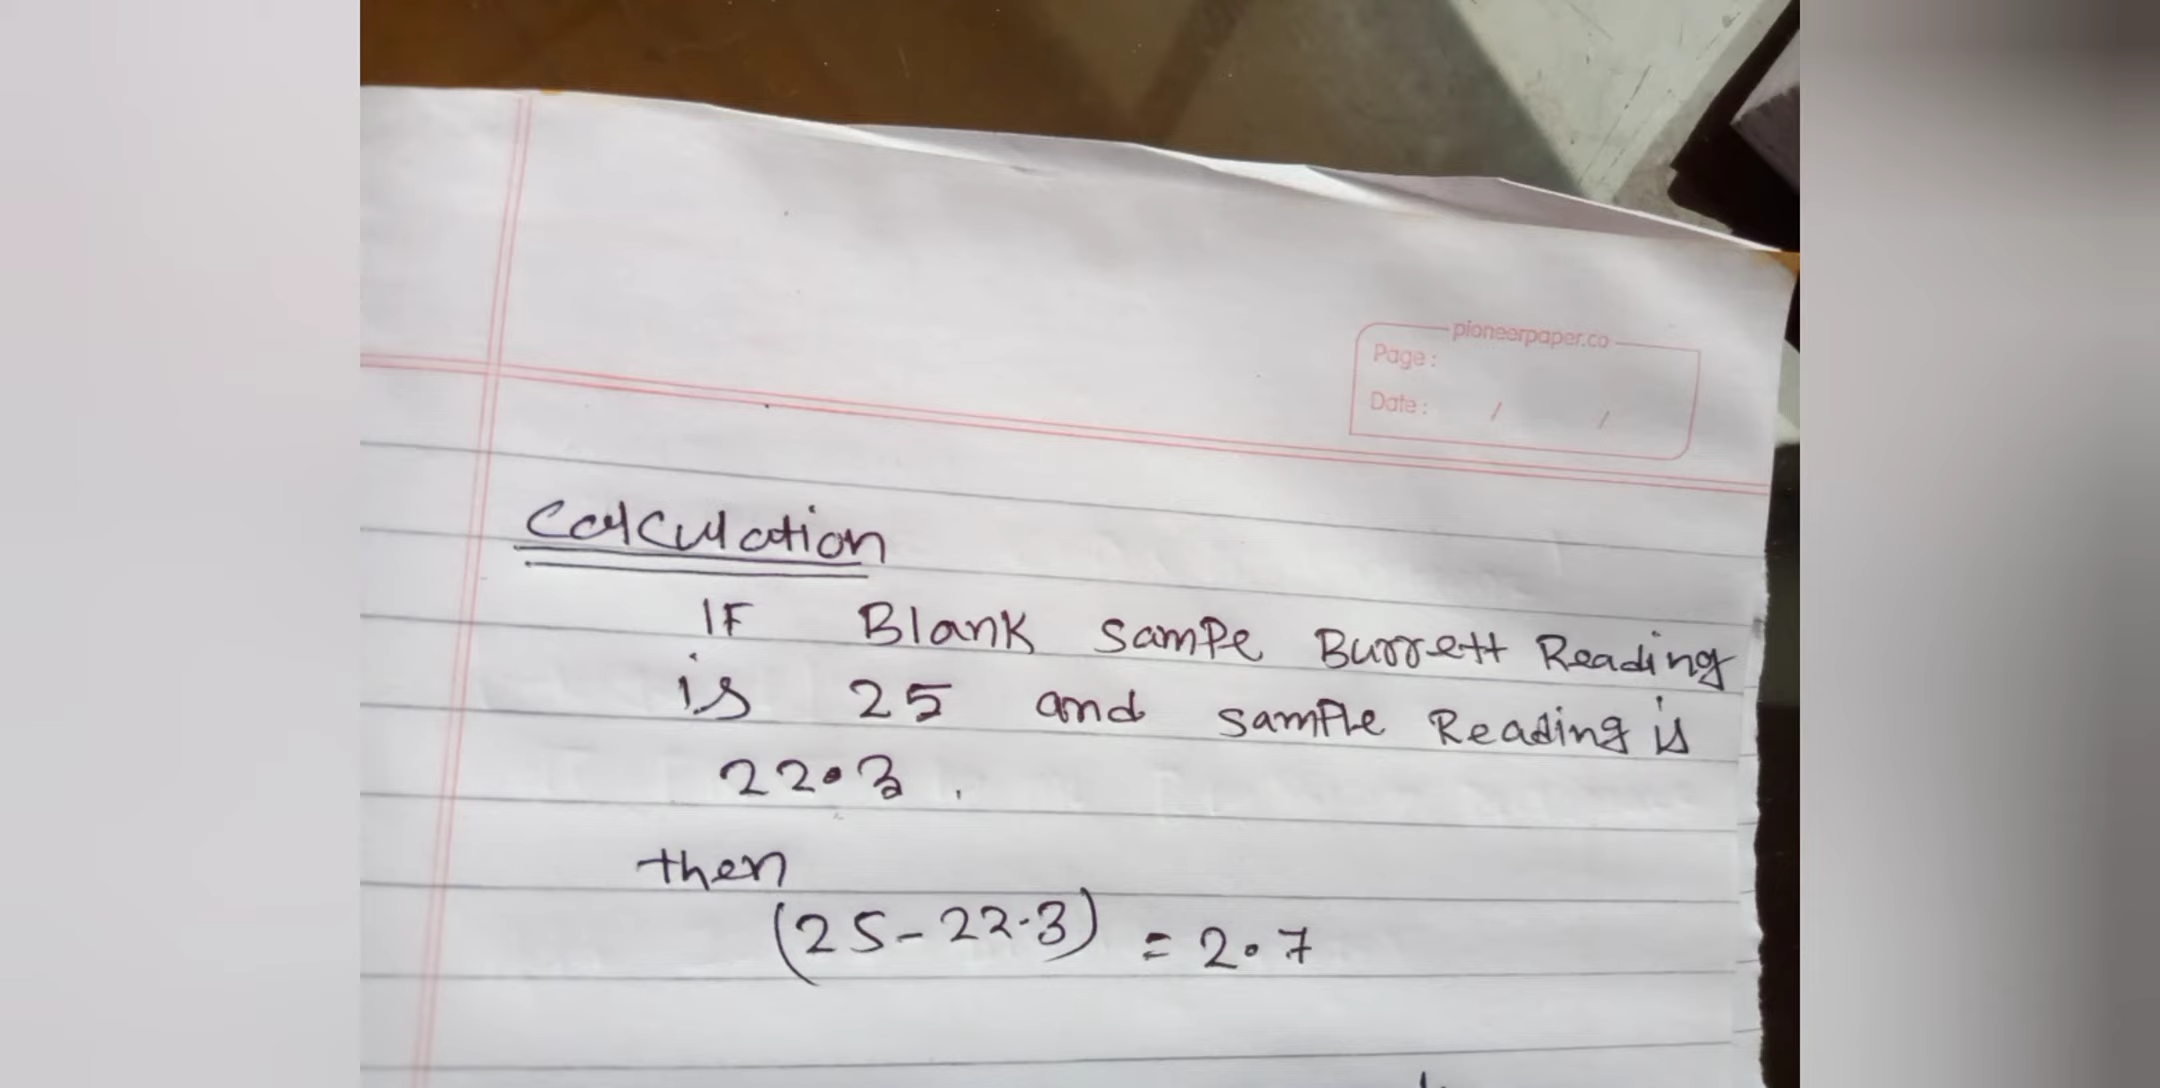 pioneerpaper.co
Page :
Date : / /
Calculation
IF Blank Sampe Burrett Reading
is 25 and sample Reading is
22.3 .
then
(25-22.3) = 2.7